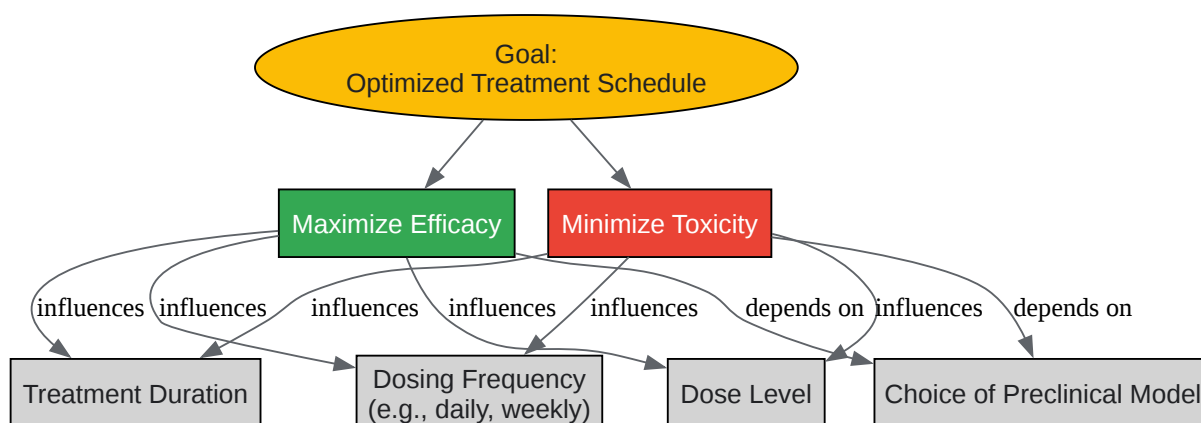 Goal:
Optimized Treatment Schedule
Maximize Efficacy
Minimize Toxicity
influences
influences
influences
influences
influences
depends on
influences
depends on
Treatment Duration
Dosing Frequency
(e.g., daily, weekly)
Dose Level
Choice of Preclinical Model